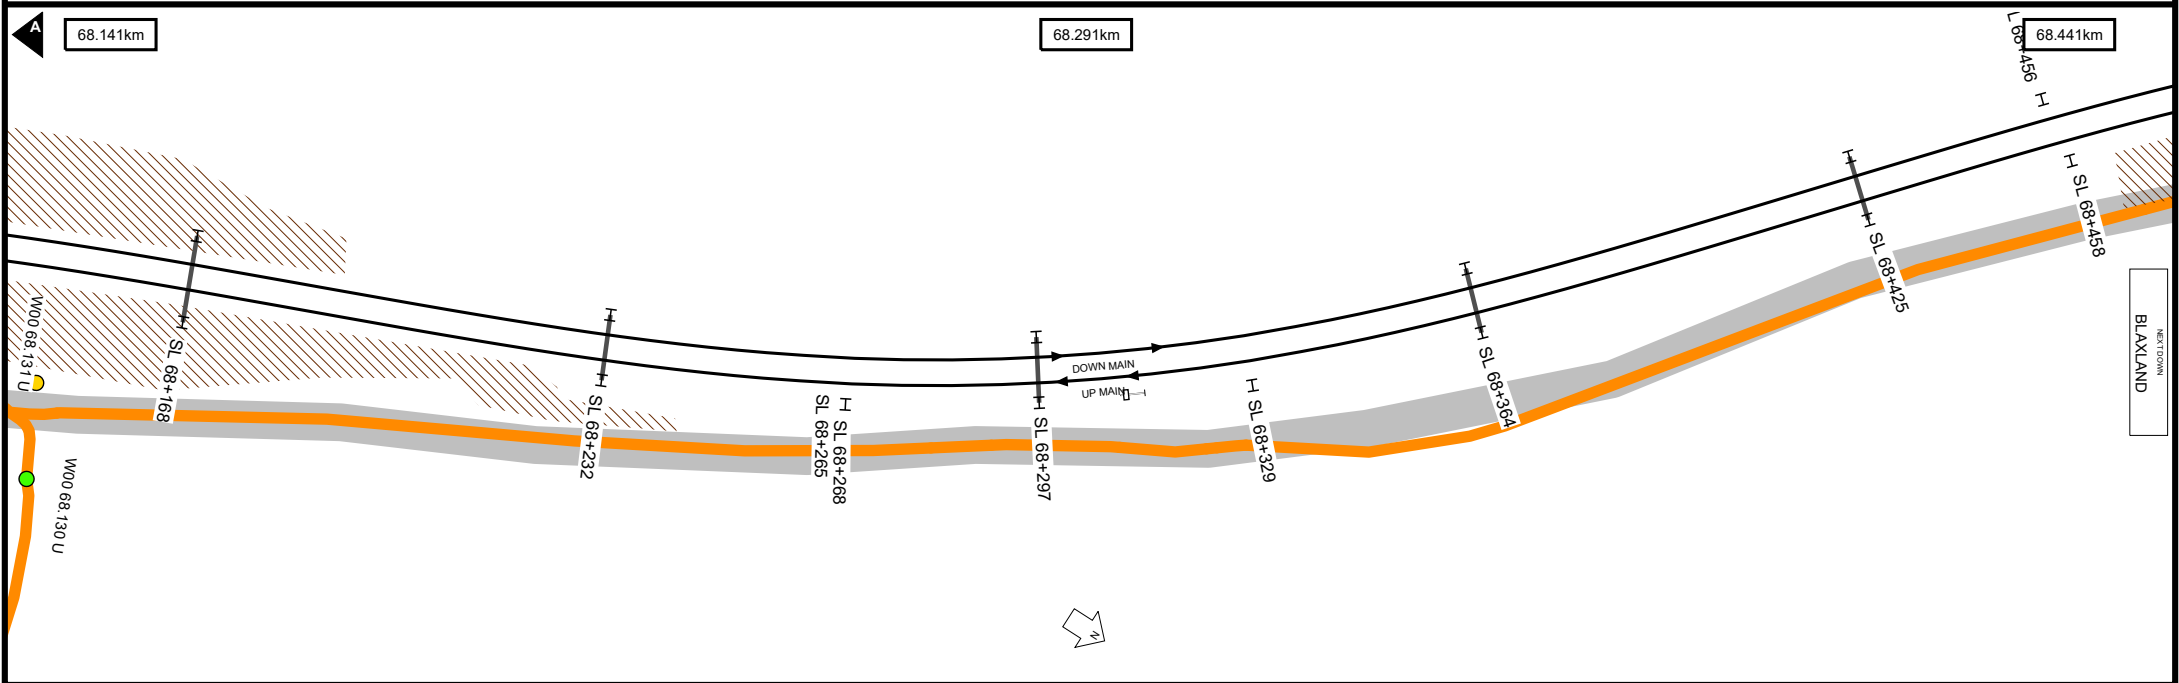 A
68.141km
68.291km
68.441km
L 68+456
W00 68.131 U
W00 68.130 U
SL 68+168
SL 68+232
SL 68+265
SL 68+268
SL 68+297
DOWN MAIN
UP MAIN
SL 68+329
SL 68+364
SL 68+425
SL 68+458
NEXT DOWN
BLAXLAND
N